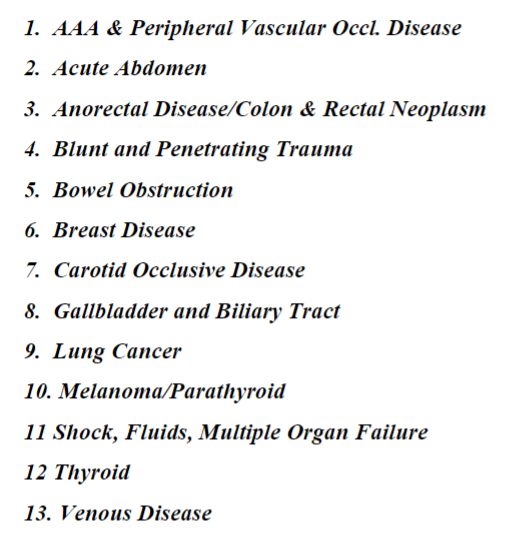 1. AAA & Peripheral Vascular Occl. Disease
2. Acute Abdomen
3. Anorectal Disease/Colon & Rectal Neoplasm
4. Blunt and Penetrating Trauma
5. Bowel Obstruction
6. Breast Disease
7. Carotid Occlusive Disease
8. Gallbladder and Biliary Tract
9. Lung Cancer
10. Melanoma/Parathyroid
11 Shock, Fluids, Multiple Organ Failure
12 Thyroid
13. Venous Disease